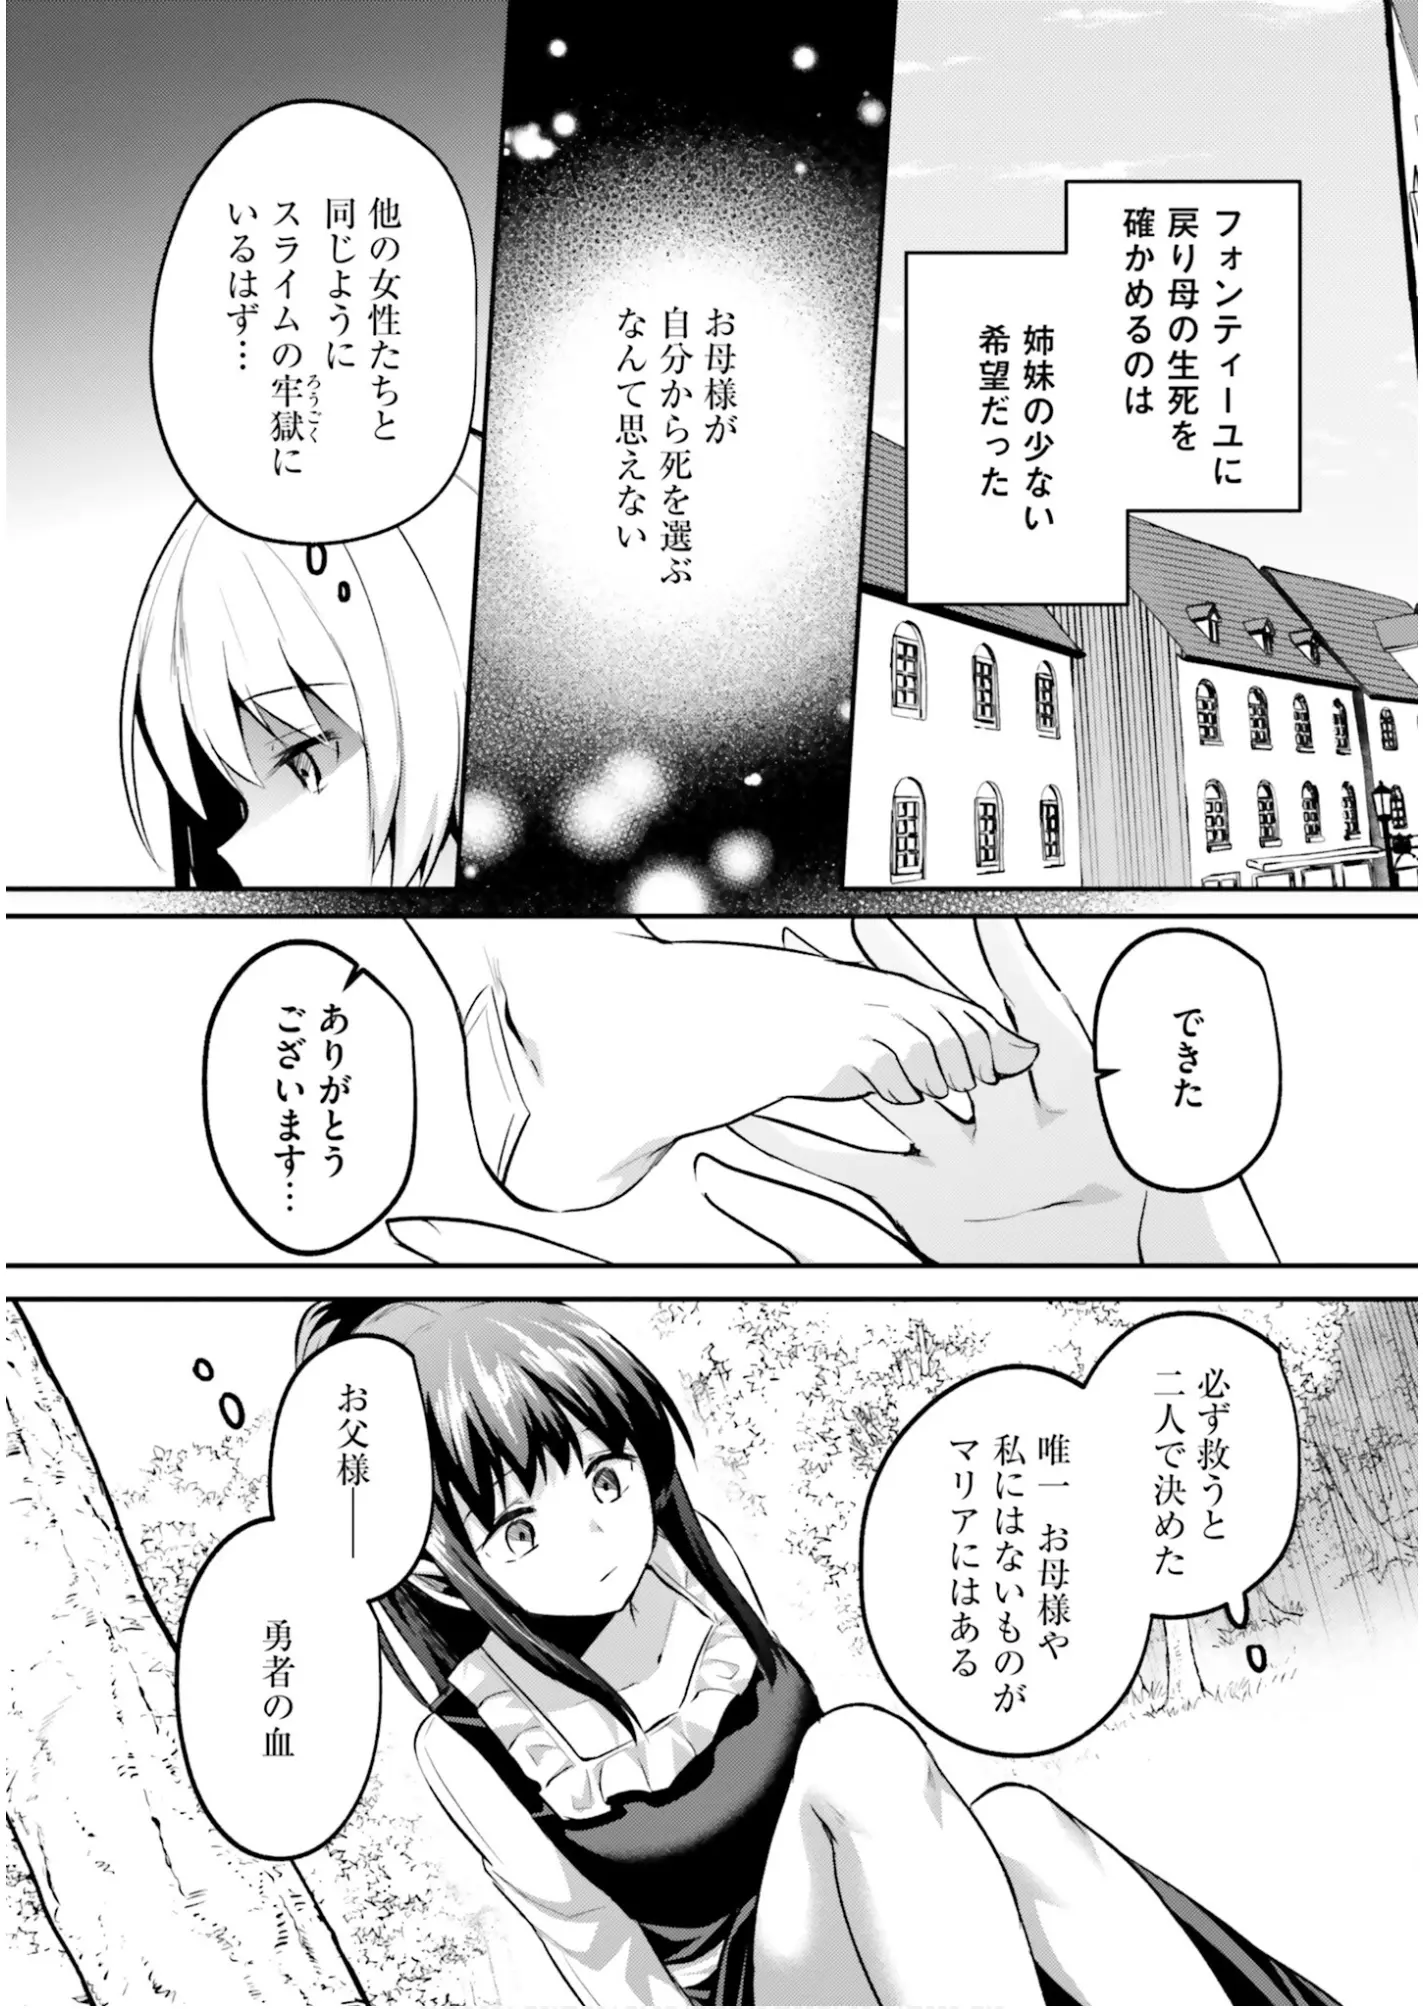 フォンティーユに
戻り母の生死を
確かめるのは
姉妹の少ない
希望だった
お母様が
自分から死を選ぶ
なんて思えない
他の女性たちと
同じように
スライムの牢獄に
ろうごく
いるはず…
できた
ありがとう
ございます…
必ず救うと
二人で決めた
唯一 お母様や
私にはないものが
マリアにはある
お父様――
勇者の血